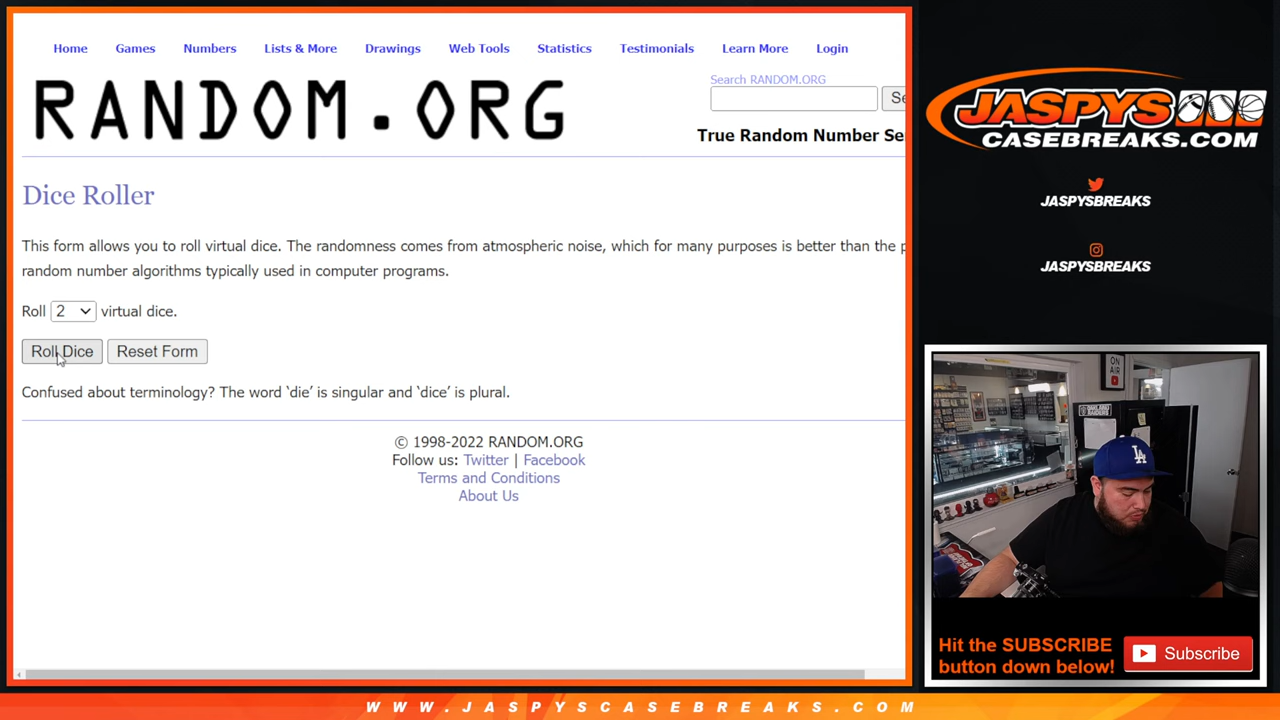 Home Games Numbers Lists & More Drawings Web Tools Statistics Testimonials Learn More Login
RANDOM.ORG
Search RANDOM.ORG
Se
True Random Number Se
Dice Roller
This form allows you to roll virtual dice. The randomness comes from atmospheric noise, which for many purposes is better than the p
random number algorithms typically used in computer programs.
Roll 2 virtual dice.
Roll Dice Reset Form
Confused about terminology? The word ‘die’ is singular and ‘dice’ is plural.
© 1998-2022 RANDOM.ORG
Follow us: Twitter | Facebook
Terms and Conditions
About Us
JASPYS
CASEBREAKS.COM
JASPYSBREAKS
JASPYSBREAKS
ON
AIR
LA
Hit the SUBSCRIBE
button down below!
Subscribe
WWW.JASPYSCASEBREAKS.COM